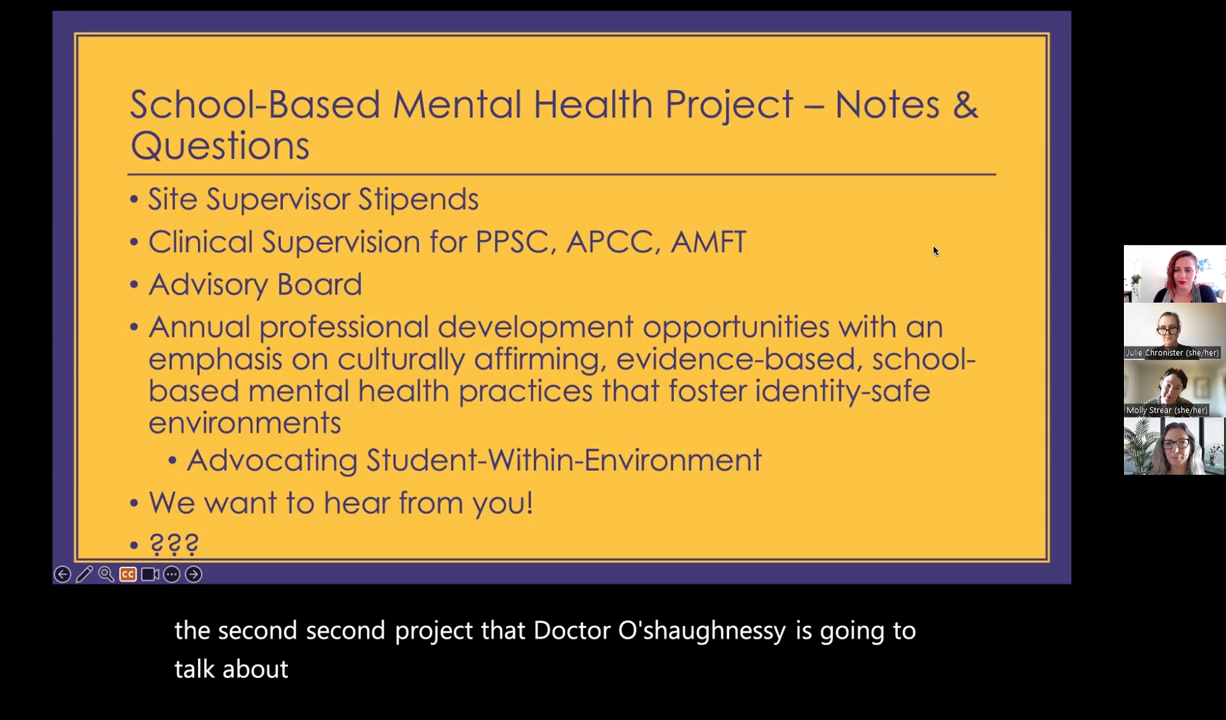 School-Based Mental Health Project – Notes &
Questions
• Site Supervisor Stipends
• Clinical Supervision for PPSC, APCC, AMFT
• Advisory Board
• Annual professional development opportunities with an
emphasis on culturally affirming, evidence-based, school-
based mental health practices that foster identity-safe
environments
• Advocating Student-Within-Environment
• We want to hear from you!
• ???
CC
Julie Chronister (she/her)
Molly Strear (she/her)
the second second project that Doctor O'shaughnessy is going to
talk about